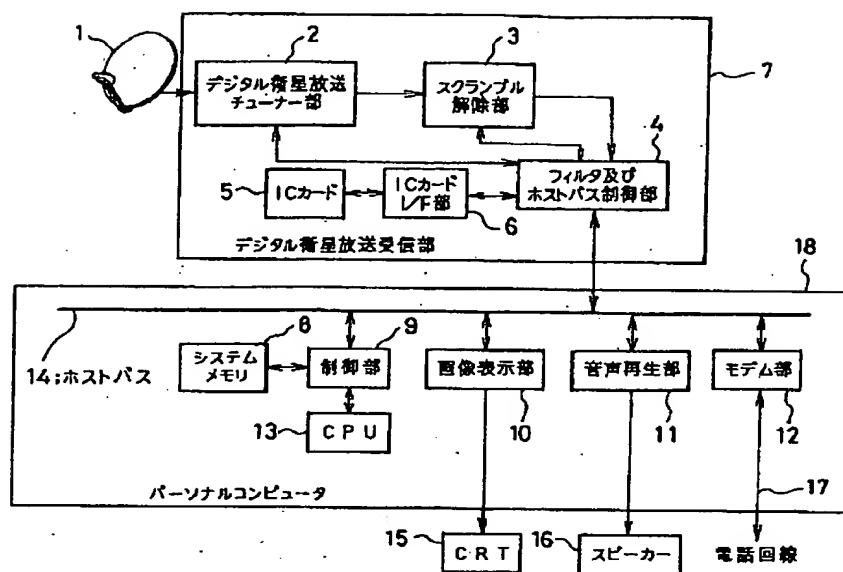 1
2
3
7
デジタル衛星放送
チューナー部
スクランブル
解除部
4
5
ICカード
ICカード
I/F部
6
フィルタ及び
ホストバス制御部
デジタル衛星放送受信部
18
14;ホストバス
8
システム
メモリ
9
制御部
画像表示部
音声再生部
モデム部
13
CPU
10
11
12
パーソナルコンピュータ
17
15
CRT
16
スピーカー
電話回線